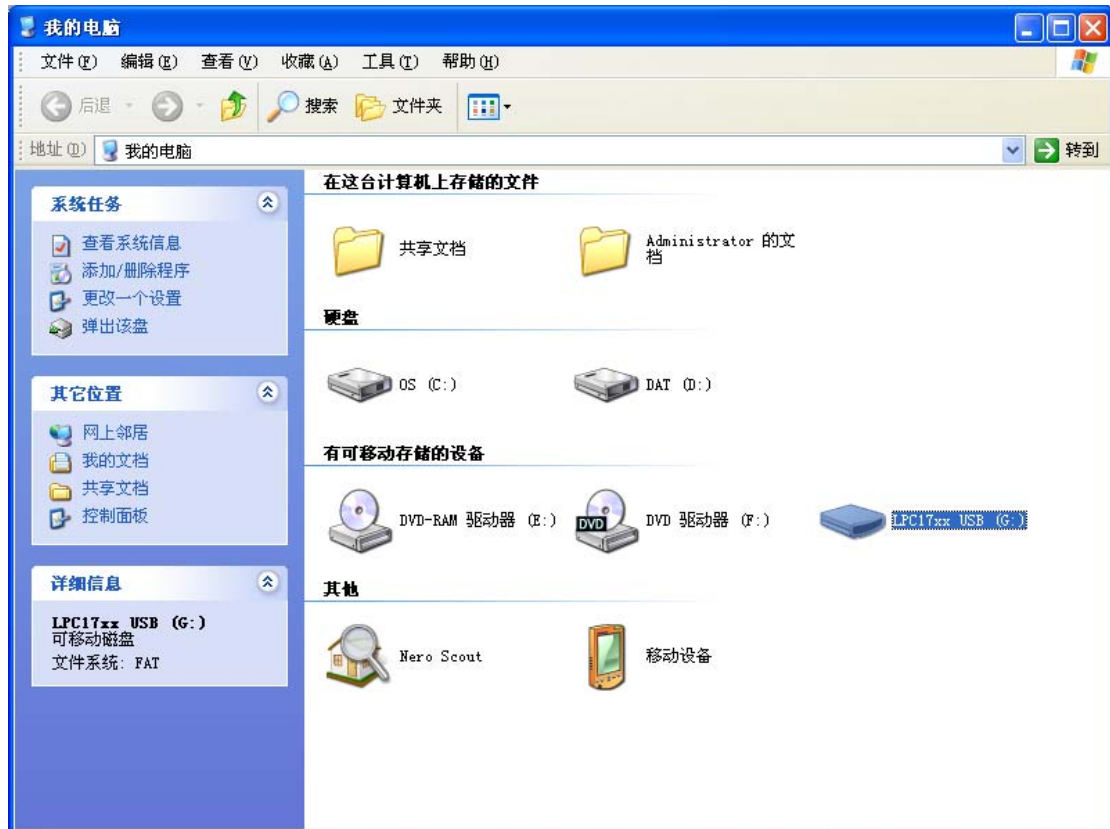 我的电脑
文件(F) 编辑(E) 查看(V) 收藏(A) 工具(T) 帮助(H)
后退 搜索 文件夹
地址(D) 我的电脑 转到
系统任务
查看系统信息
添加/删除程序
更改一个设置
弹出该盘
其它位置
网上邻居
我的文档
共享文档
控制面板
详细信息
LPC17xx USB (G:)
可移动磁盘
文件系统: FAT
在这台计算机上存储的文件
共享文档
Administrator 的文
档
硬盘
OS (C:)
DAT (D:)
有可移动存储的设备
DVD-RAM 驱动器 (E:)
DVD
DVD 驱动器 (F:)
LPC17xx USB (G:)
其他
Nero Scout
移动设备